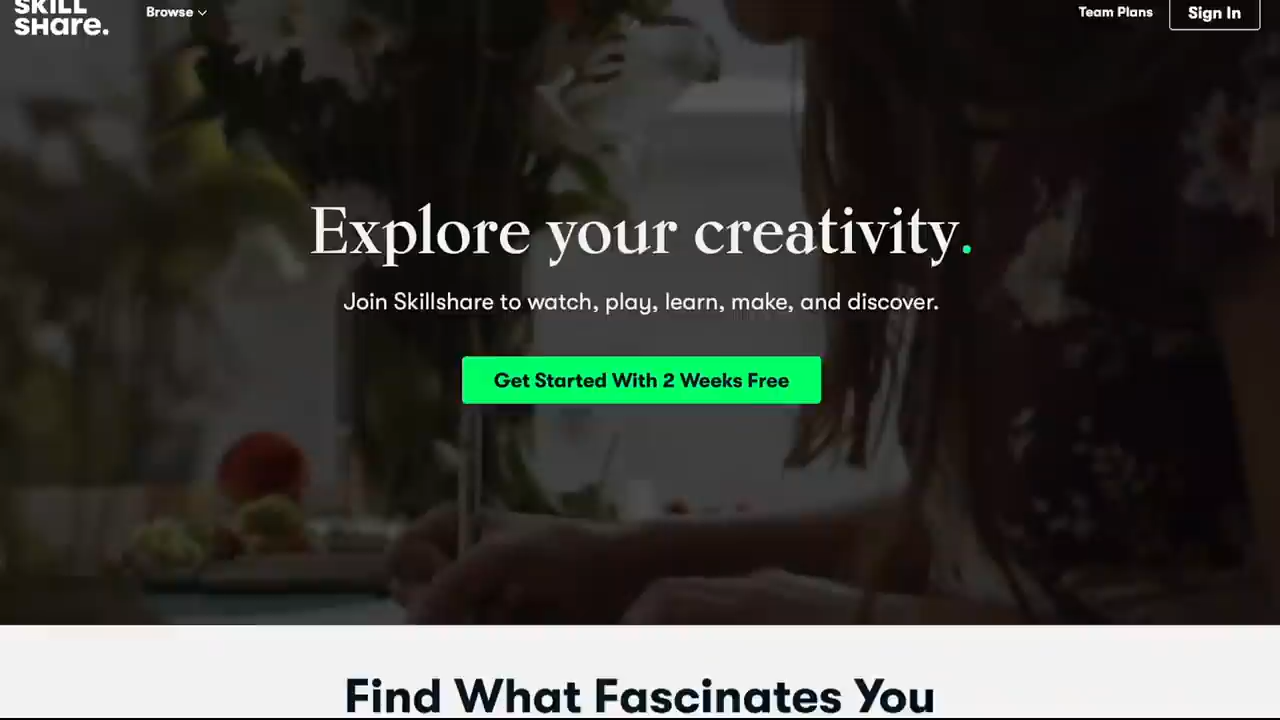 SKILL
SHare.
Browse
Team Plans
Sign In
Explore your creativity.
Join Skillshare to watch, play, learn, make, and discover.
Get Started With 2 Weeks Free
Find What Fascinates You